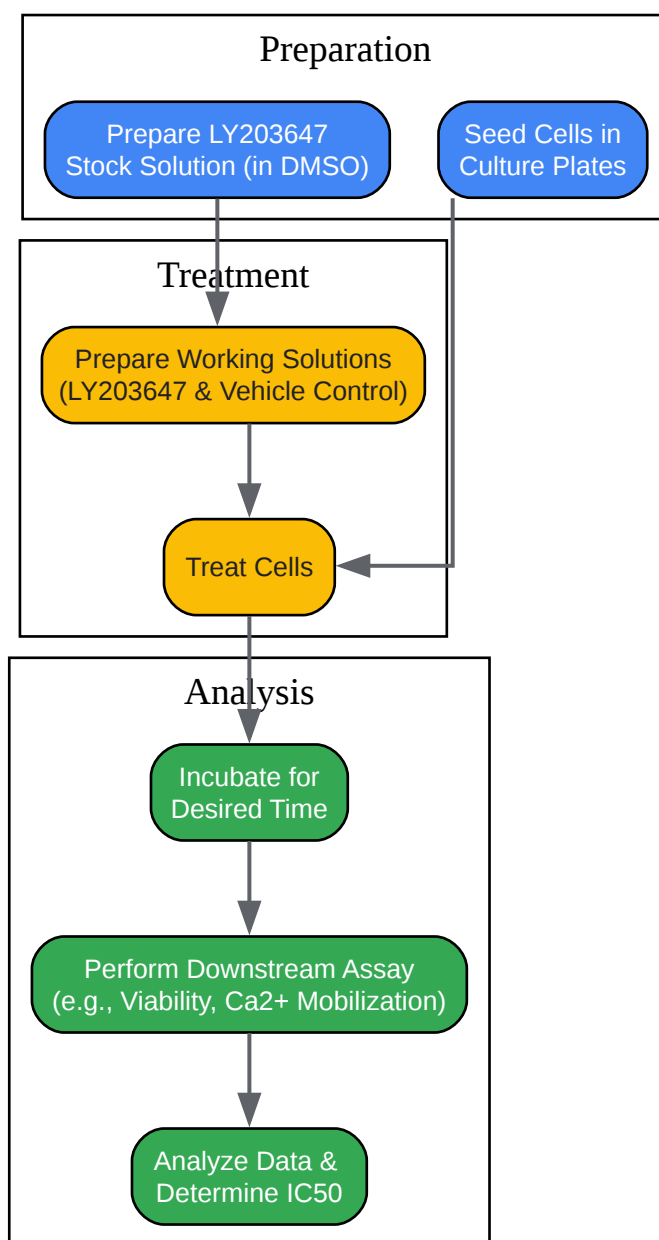 Preparation
Prepare LY203647
Stock Solution (in DMSO)
Seed Cells in
Culture Plates
Treatment
Prepare Working Solutions
(LY203647 & Vehicle Control)
Treat Cells
Analysis
Incubate for
Desired Time
Perform Downstream Assay
(e.g., Viability, Ca2+ Mobilization)
Analyze Data &
Determine IC50